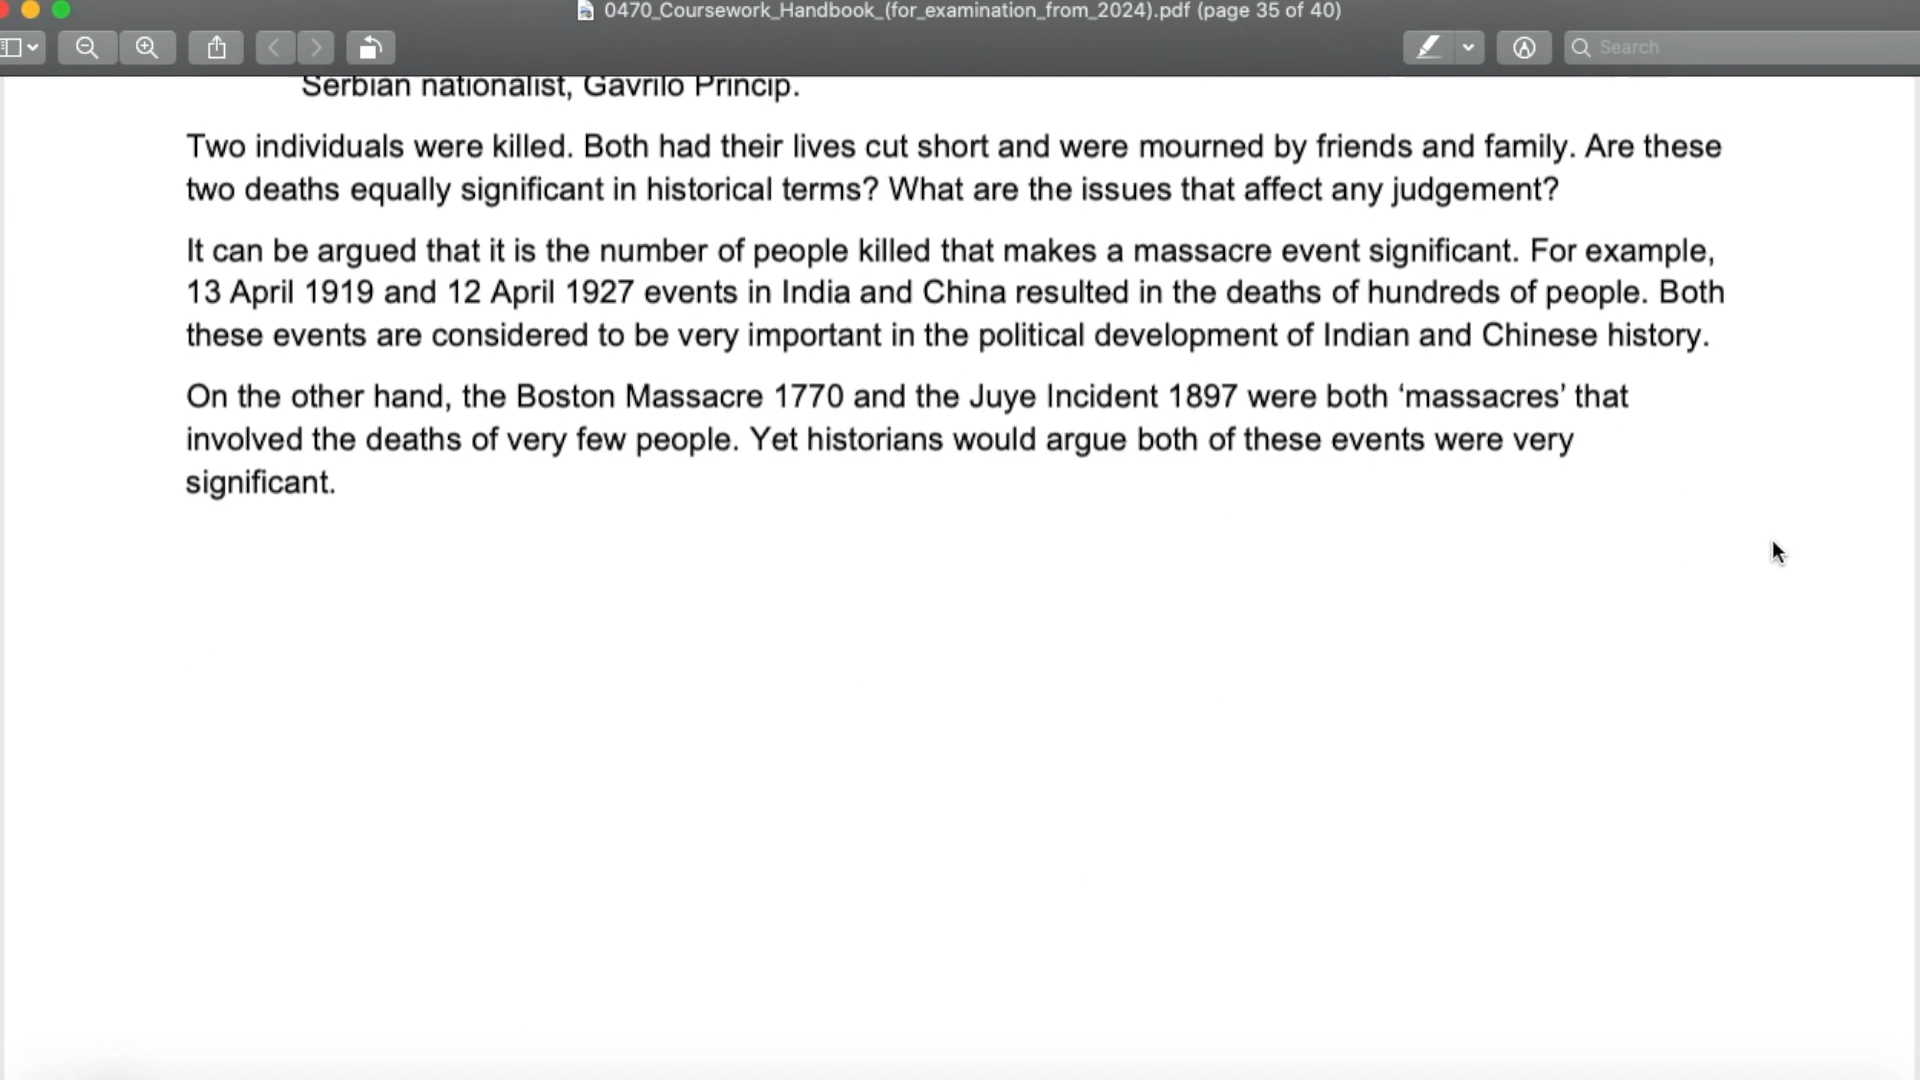 0470_Coursework_Handbook_(for_examination_from_2024).pdf (page 35 of 40)
Search
Serbian nationalist, Gavrilo Princip.
Two individuals were killed. Both had their lives cut short and were mourned by friends and family. Are these
two deaths equally significant in historical terms? What are the issues that affect any judgement?
It can be argued that it is the number of people killed that makes a massacre event significant. For example,
13 April 1919 and 12 April 1927 events in India and China resulted in the deaths of hundreds of people. Both
these events are considered to be very important in the political development of Indian and Chinese history.
On the other hand, the Boston Massacre 1770 and the Juye Incident 1897 were both ‘massacres’ that
involved the deaths of very few people. Yet historians would argue both of these events were very
significant.